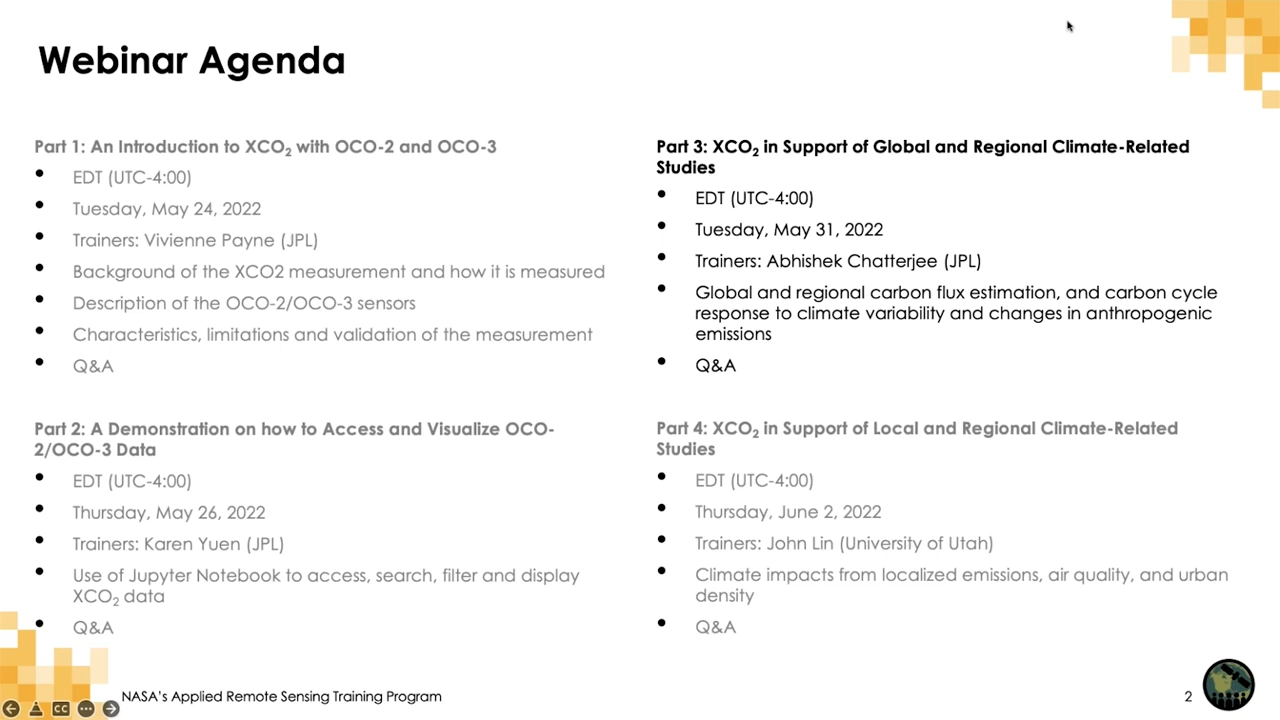 Webinar Agenda
Part 1: An Introduction to XCO₂ with OCO-2 and OCO-3
• EDT (UTC-4:00)
• Tuesday, May 24, 2022
• Trainers: Vivienne Payne (JPL)
• Background of the XCO2 measurement and how it is measured
• Description of the OCO-2/OCO-3 sensors
• Characteristics, limitations and validation of the measurement
• Q&A
Part 2: A Demonstration on how to Access and Visualize OCO-
2/OCO-3 Data
• EDT (UTC-4:00)
• Thursday, May 26, 2022
• Trainers: Karen Yuen (JPL)
• Use of Jupyter Notebook to access, search, filter and display
XCO₂ data
• Q&A
Part 3: XCO₂ in Support of Global and Regional Climate-Related
Studies
• EDT (UTC-4:00)
• Tuesday, May 31, 2022
• Trainers: Abhishek Chatterjee (JPL)
• Global and regional carbon flux estimation, and carbon cycle
response to climate variability and changes in anthropogenic
emissions
• Q&A
Part 4: XCO₂ in Support of Local and Regional Climate-Related
Studies
• EDT (UTC-4:00)
• Thursday, June 2, 2022
• Trainers: John Lin (University of Utah)
• Climate impacts from localized emissions, air quality, and urban
density
• Q&A
CC
NASA's Applied Remote Sensing Training Program
2